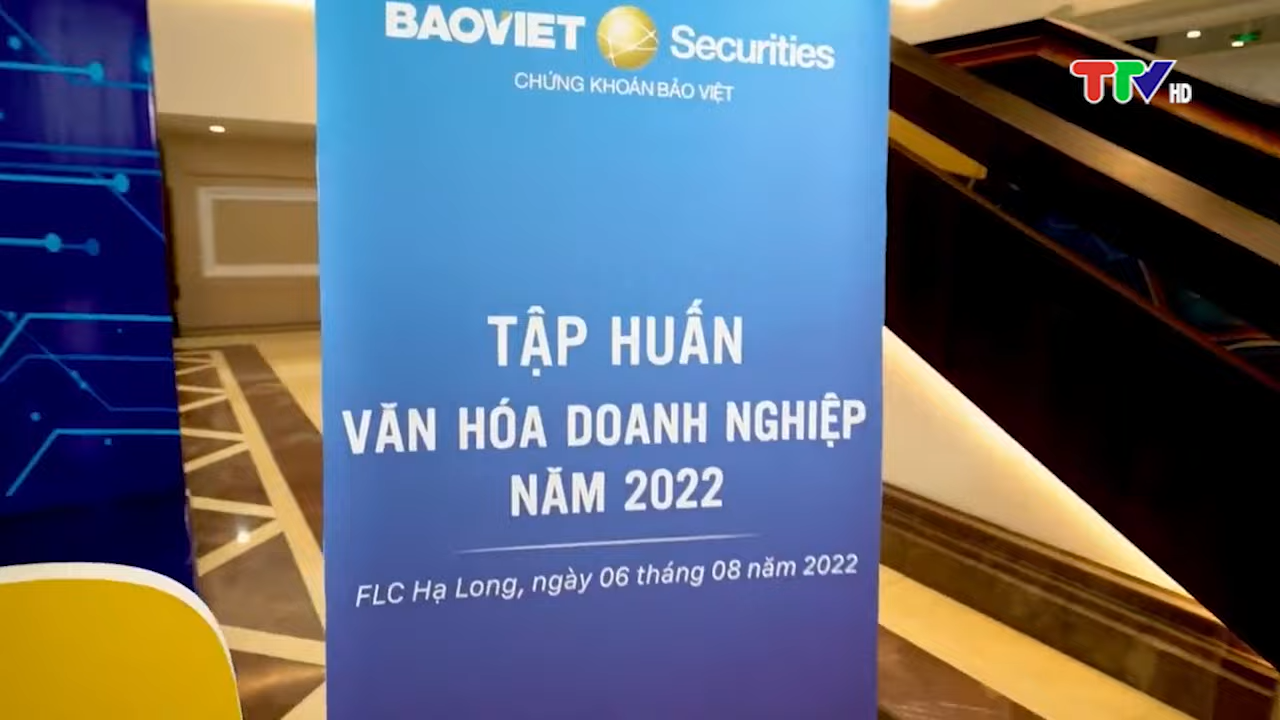 BAOVIET Securities
CHỨNG KHOÁN BẢO VIỆT
TTV HD
TẬP HUẤN
VĂN HÓA DOANH NGHIỆP
NĂM 2022
FLC Hạ Long, ngày 06 tháng 08 năm 2022